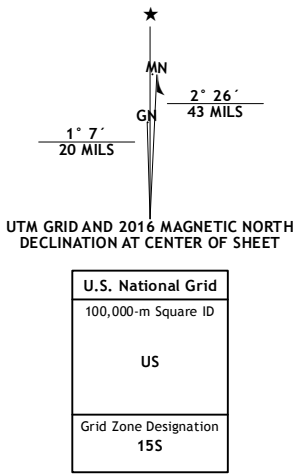 ★
MN
2° 26´
43 MILS
GN
1° 7´
20 MILS
UTM GRID AND 2016 MAGNETIC NORTH
DECLINATION AT CENTER OF SHEET
U.S. National Grid
100,000-m Square ID
US
Grid Zone Designation
15S